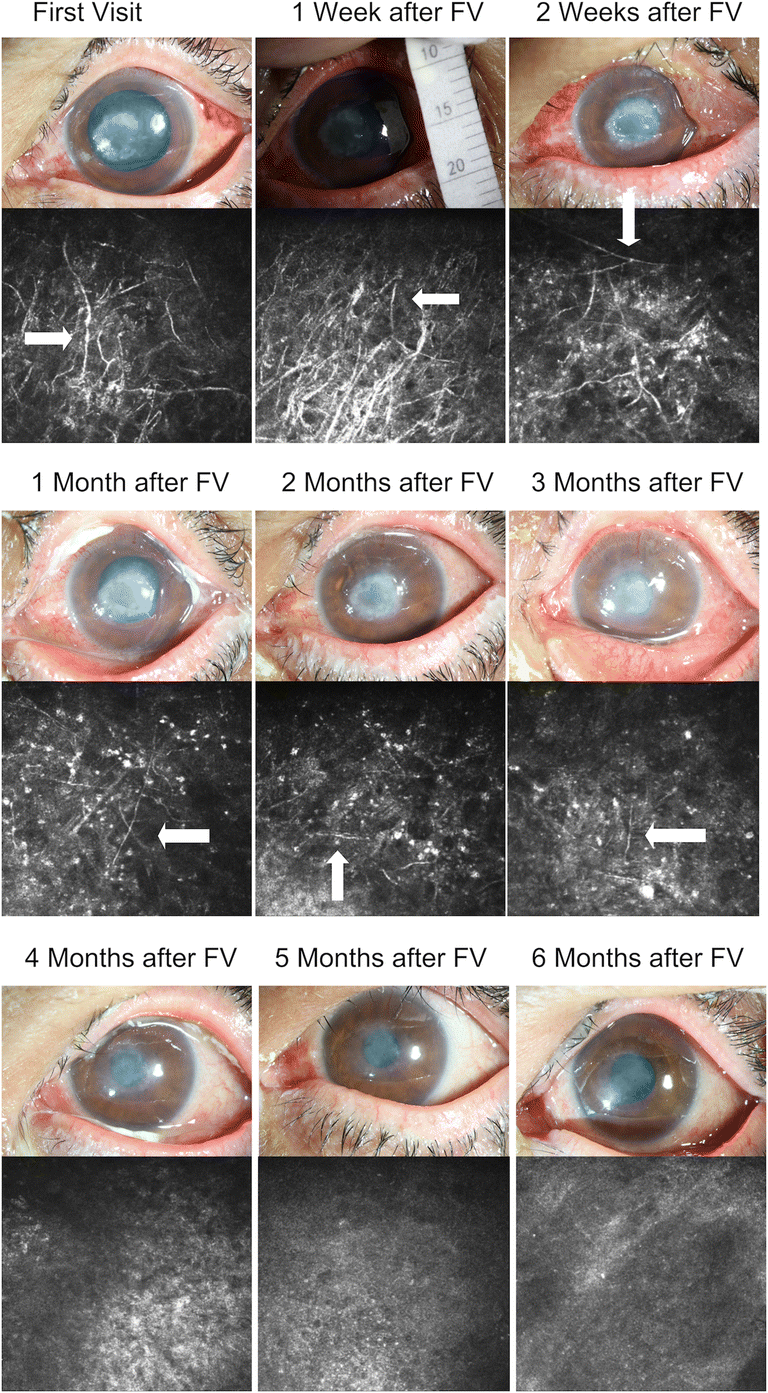 First Visit
1 Week after FV
2 Weeks after FV
10
15
20
1 Month after FV
2 Months after FV
3 Months after FV
4 Months after FV
5 Months after FV
6 Months after FV